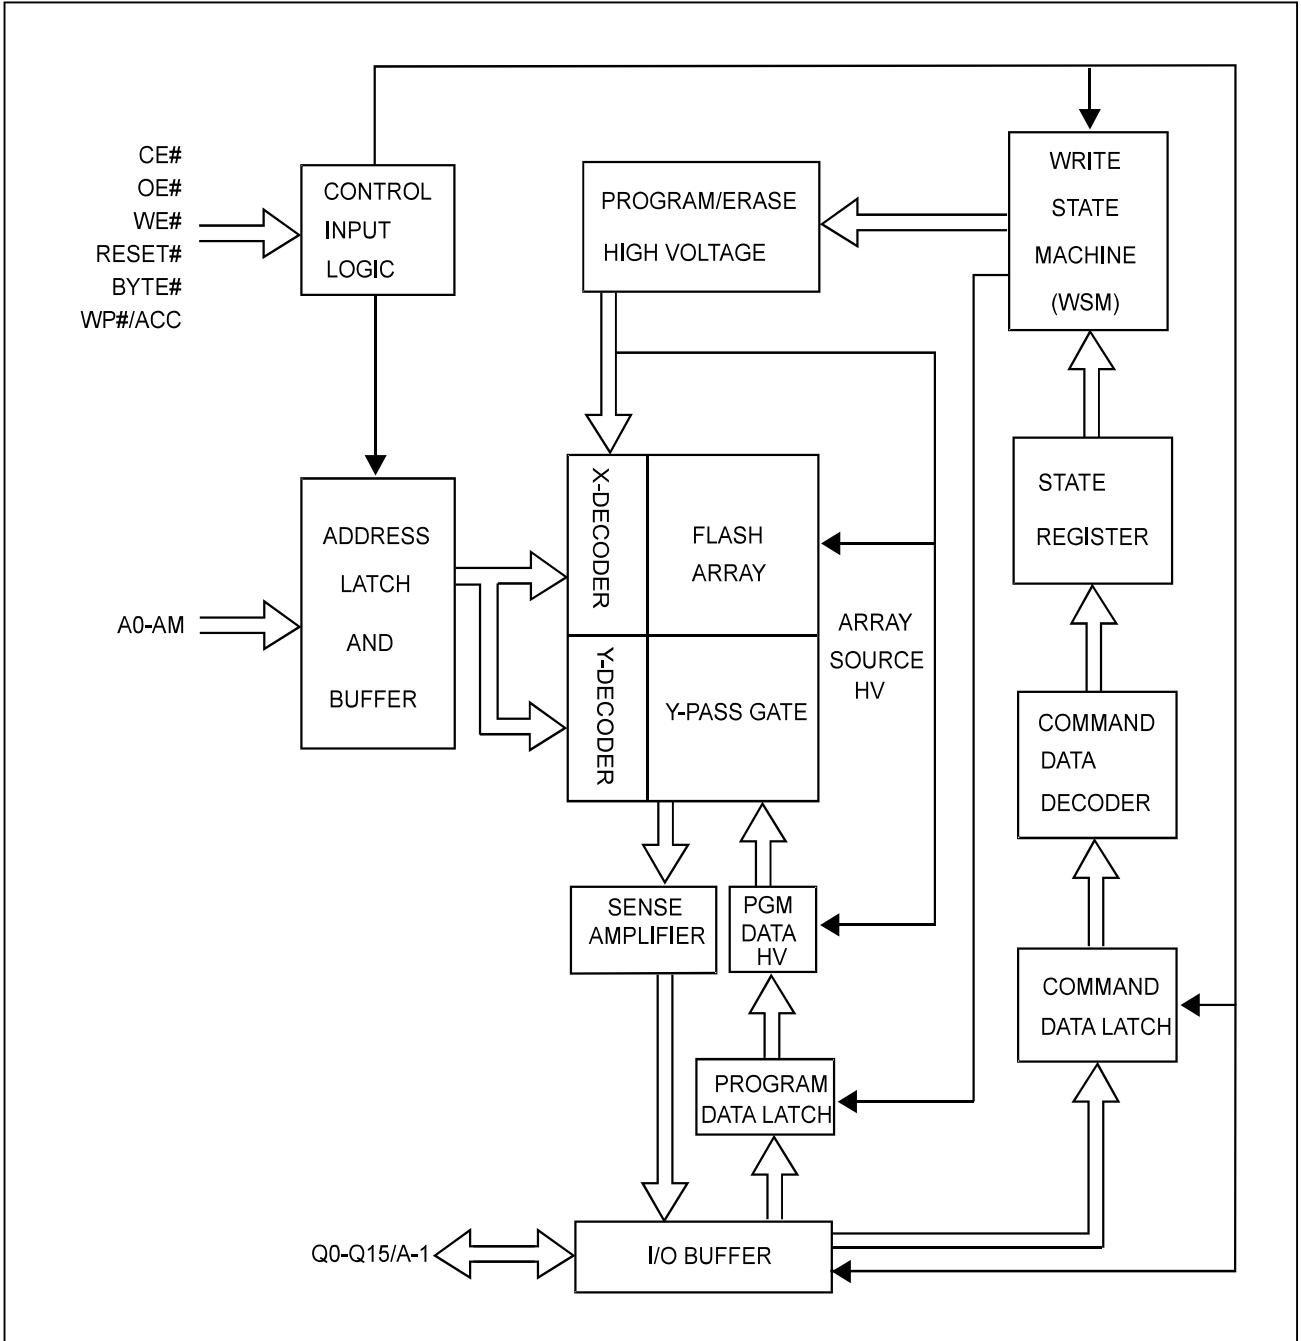 CE#
OE#
WE#
RESET#
BYTE#
WP#/ACC
CONTROL
INPUT
LOGIC
PROGRAM/ERASE
HIGH VOLTAGE
WRITE
STATE
MACHINE
(WSM)
A0-AM
ADDRESS
LATCH
AND
BUFFER
X-DECODER
FLASH
ARRAY
Y-DECODER
Y-PASS GATE
ARRAY
SOURCE
HV
STATE
REGISTER
COMMAND
DATA
DECODER
SENSE
AMPLIFIER
PGM
DATA
HV
COMMAND
DATA LATCH
PROGRAM
DATA LATCH
Q0-Q15/A-1
I/O BUFFER